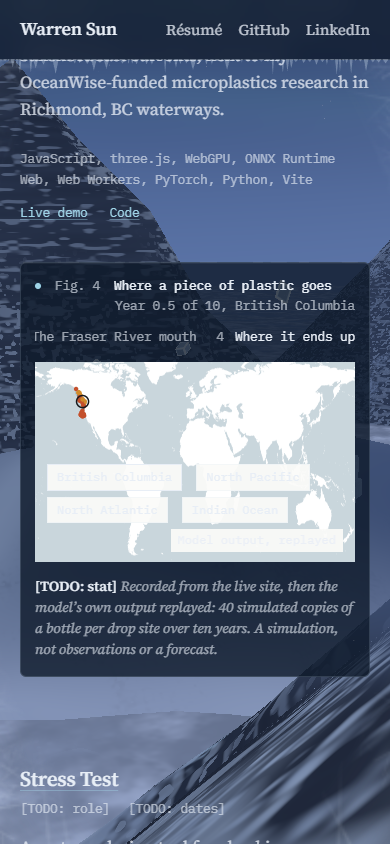 Warren Sun
Résumé GitHub LinkedIn
OceanWise-funded microplastics research in
Richmond, BC waterways.
JavaScript, three.js, WebGPU, ONNX Runtime
Web, Web Workers, PyTorch, Python, Vite
Live demo Code
Fig. 4 Where a piece of plastic goes
Year 0.5 of 10, British Columbia
The Fraser River mouth 4 Where it ends up
British Columbia North Pacific
North Atlantic Indian Ocean
Model output, replayed
[TODO: stat] Recorded from the live site, then the
model’s own output replayed: 40 simulated copies of
a bottle per drop site over ten years. A simulation,
not observations or a forecast.
Stress Test
[TODO: role] [TODO: dates]